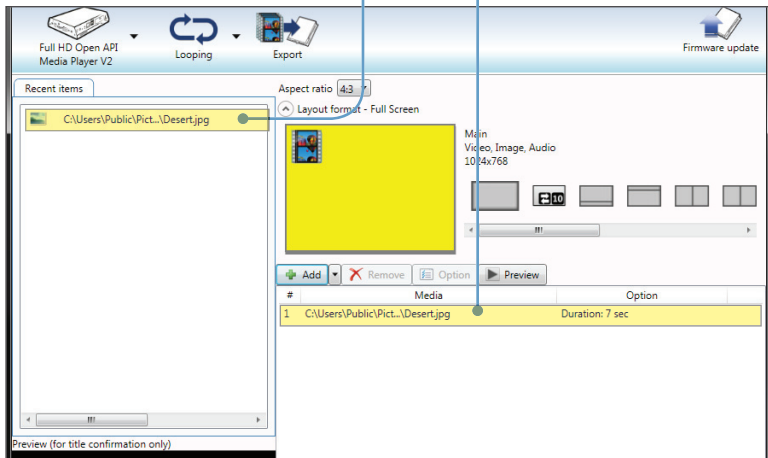 Full HD Open API
Media Player V2
Looping
Export
Firmware update
Recent items
C:\Users\Public\Pict...\Desert.jpg
Aspect ratio 4:3
Layout format - Full Screen
Main
Video, Image, Audio
1024x768
10
Add
Remove
Option
Preview
# Media Option
1 C:\Users\Public\Pict...\Desert.jpg Duration: 7 sec
Preview (for title confirmation only)